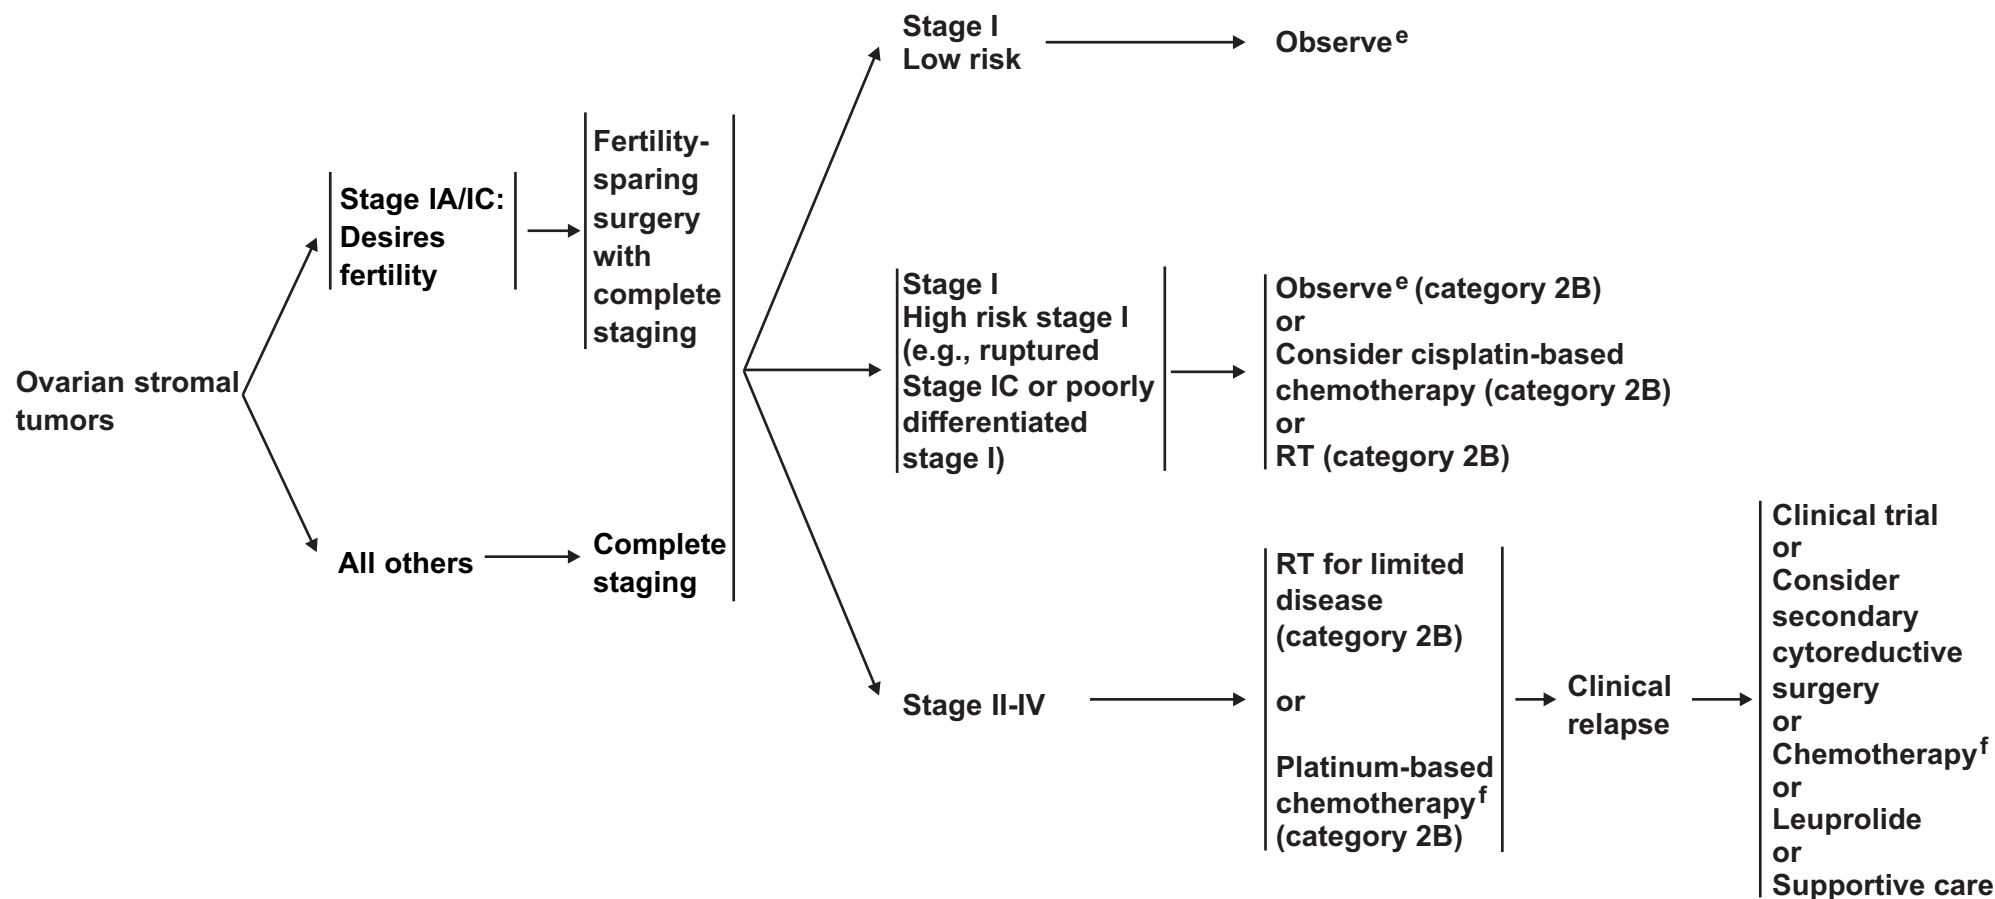 Ovarian stromal
tumors
Stage IA/IC:
Desires
fertility
Fertility-
sparing
surgery
with
complete
staging
All others
Complete
staging
Stage I
Low risk
Observe e
Stage I
High risk stage I
(e.g., ruptured
Stage IC or poorly
differentiated
stage I)
Observe e (category 2B)
or
Consider cisplatin-based
chemotherapy (category 2B)
or
RT (category 2B)
Stage II-IV
RT for limited
disease
(category 2B)
or
Platinum-based
chemotherapy f
(category 2B)
Clinical
relapse
Clinical trial
or
Consider
secondary
cytoreductive
surgery
or
Chemotherapy f
or
Leuprolide
or
Supportive care